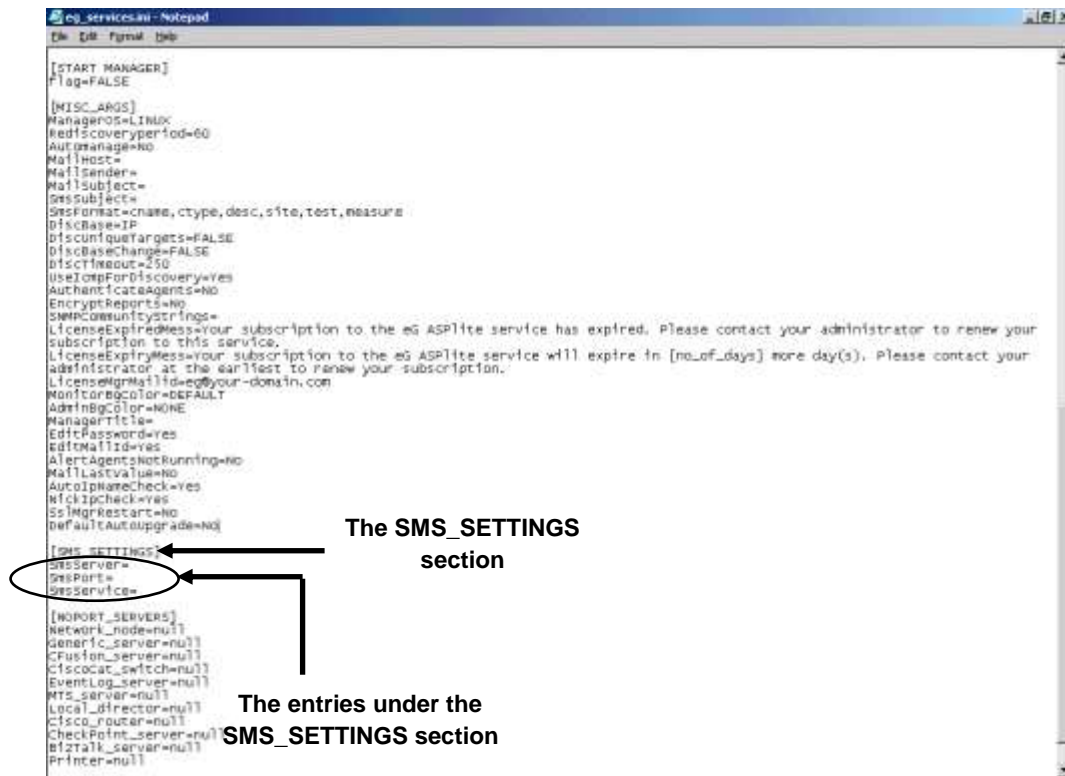 eg_services.ini - Notepad
File Edit Format Help
[START MANAGER]
flag=FALSE
[MISC_ARGS]
ManagerOS=LINUX
Rediscoveryperiod=60
Automanage=No
MailHost=
MailSender=
MailSubject=
SmsSubject=
SmsFormat=cname,ctype,desc,site,test,measure
DiscBase=IP
DiscUniqueTargets=FALSE
DiscBaseChange=FALSE
DiscTimeout=250
UseIcmpForDiscovery=Yes
AuthenticateAgents=No
EncryptReports=No
SNMPCommunityStrings=
LicenseExpiredMess=Your subscription to the eG ASPlite service has expired. Please contact your administrator to renew your
subscription to this service.
LicenseExpiryMess=Your subscription to the eG ASPlite service will expire in [no_of_days] more day(s). Please contact your
administrator at the earliest to renew your subscription.
LicenseMgrMailid=eg@your-domain.com
MonitorBgColor=DEFAULT
AdminBgColor=NONE
ManagerTitle=
EditPassword=Yes
EditMailId=Yes
AlertAgentsNotRunning=No
MailLastValue=No
AutoIpNameCheck=Yes
NickIpCheck=Yes
SslMgrRestart=No
DefaultAutoUpgrade=No
The SMS_SETTINGS
section
[SMS_SETTINGS]
SmsServer=
SmsPort=
SmsService=
[NOPORT_SERVERS]
Network_node=null
Generic_server=null
CFusion_server=null
CiscoCat_switch=null
EventLog_server=null
MTS_server=null
Local_director=null
Cisco_router=null
CheckPoint_server=null
BizTalk_server=null
Printer=null
The entries under the
SMS_SETTINGS section